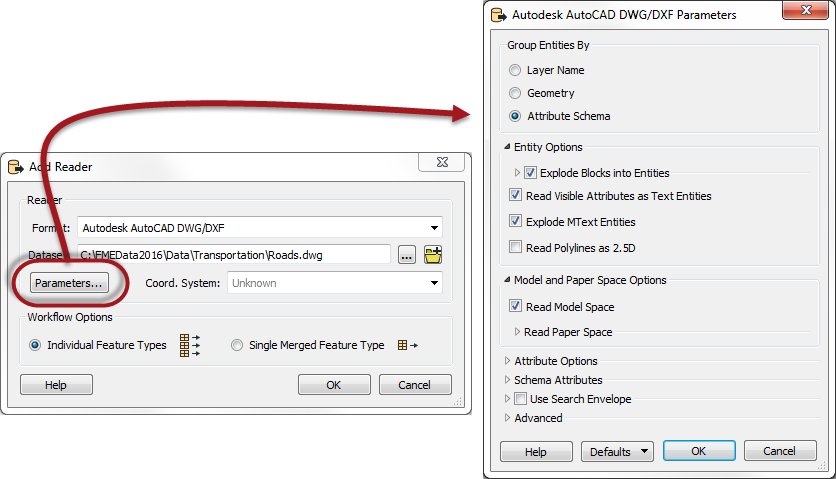 Add Reader
Reader
Format: Autodesk AutoCAD DWG/DXF
Dataset C:\FMEData2016\Data\Transportation\Roads.dwg ...
Parameters... Coord. System: Unknown
Workflow Options
Individual Feature Types Single Merged Feature Type
Help OK Cancel
Autodesk AutoCAD DWG/DXF Parameters
Group Entities By
Layer Name
Geometry
Attribute Schema
Entity Options
Explode Blocks into Entities
Read Visible Attributes as Text Entities
Explode MText Entities
Read Polylines as 2.5D
Model and Paper Space Options
Read Model Space
Read Paper Space
Attribute Options
Schema Attributes
Use Search Envelope
Advanced
Help Defaults OK Cancel